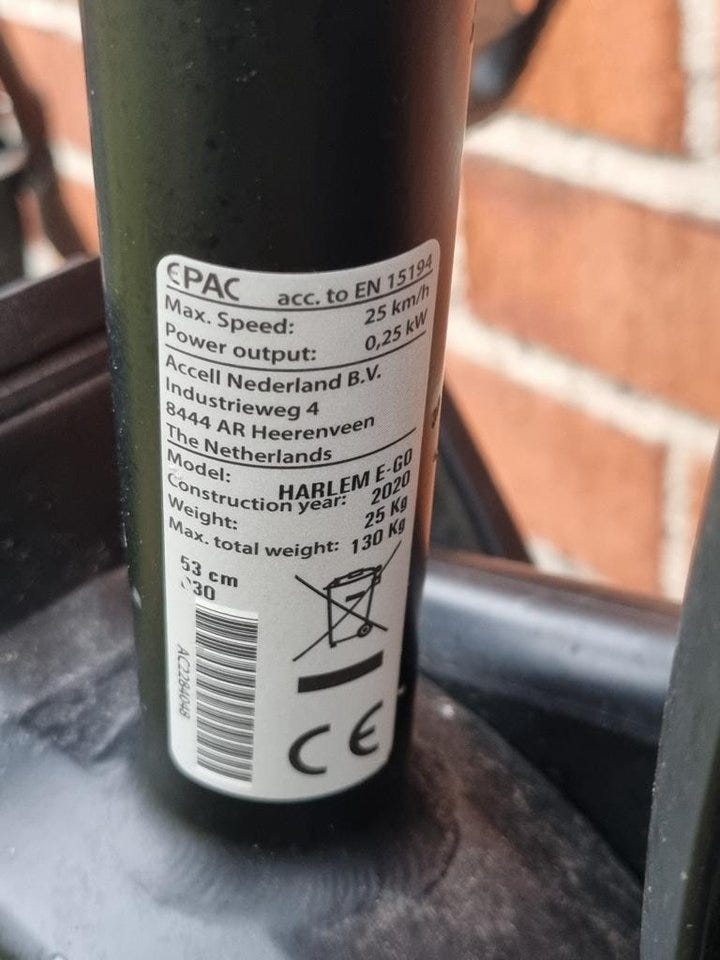 EPAC acc. to EN 15194
Max. Speed: 25 km/h
Power output: 0,25 kW
Accell Nederland B.V.
Industrieweg 4
8444 AR Heerenveen
The Netherlands
Model: HARLEM E-GO
Construction year: 2020
Weight: 25 Kg
Max. total weight: 130 Kg
53 cm
AC2284048
CE